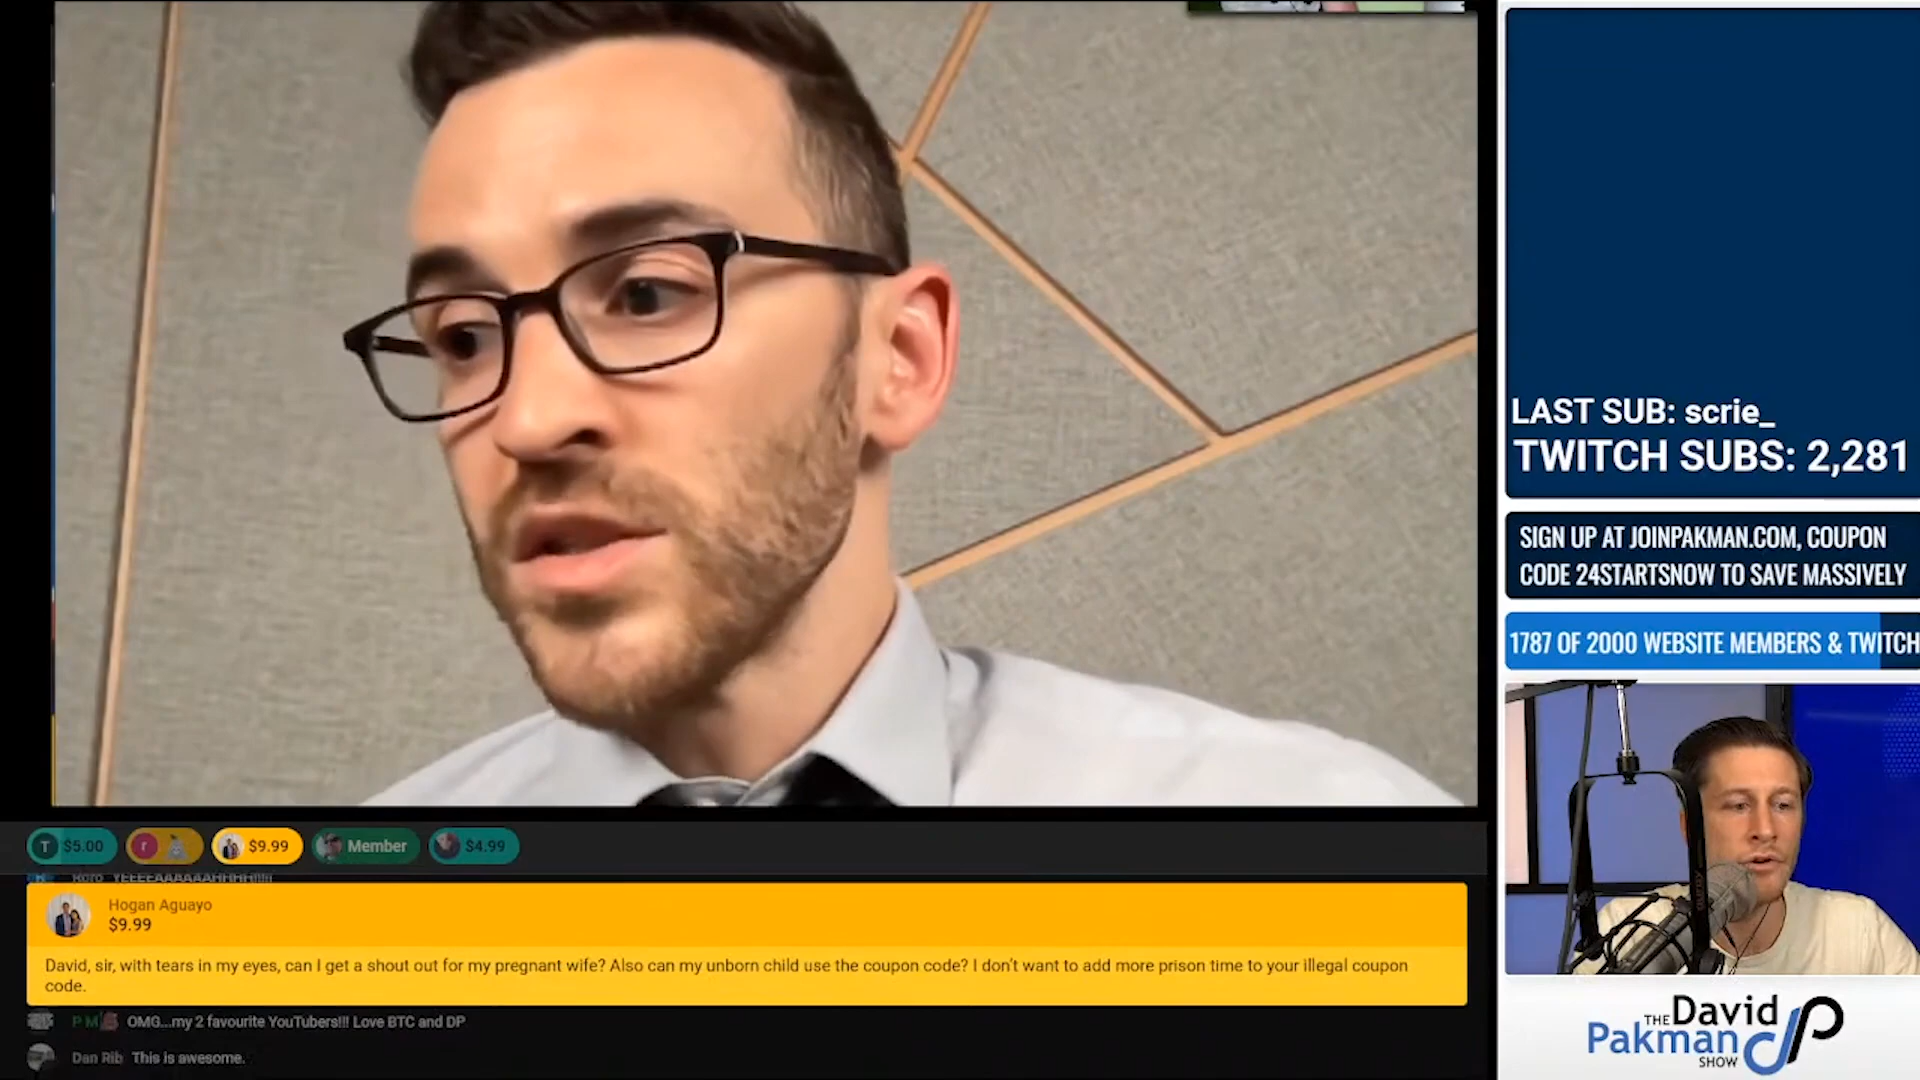 LAST SUB: scrie_
TWITCH SUBS: 2,281
SIGN UP AT JOINPAKMAN.COM, COUPON
CODE 24STARTSNOW TO SAVE MASSIVELY
1787 OF 2000 WEBSITE MEMBERS & TWITCH
T $5.00
r
$9.99
Member
$4.99
Roro YEEEEAAAAAAHHHH!!!!!
Hogan Aguayo
$9.99
David, sir, with tears in my eyes, can I get a shout out for my pregnant wife? Also can my unborn child use the coupon code? I don't want to add more prison time to your illegal coupon
code.
P M OMG...my 2 favourite YouTubers!!! Love BTC and DP
Dan Rib This is awesome.
THE David
Pakman
SHOW